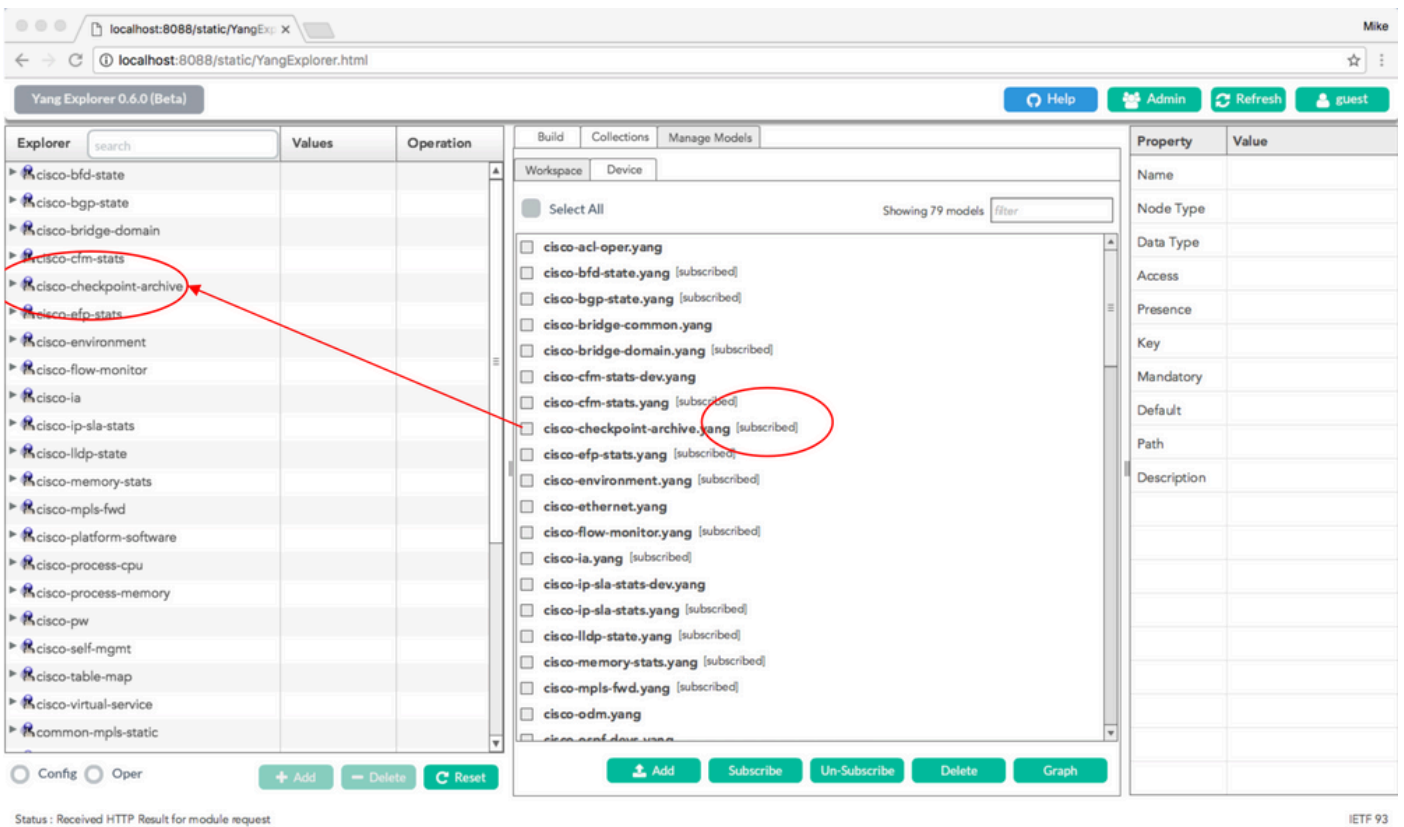 localhost:8088/static/YangExp
Mike
localhost:8088/static/YangExplorer.html
Yang Explorer 0.6.0 (Beta)
Help
Admin
Refresh
guest
Explorer
search
Values
Operation
cisco-bfd-state
cisco-bgp-state
cisco-bridge-domain
cisco-cfm-stats
cisco-checkpoint-archive
cisco-efp-stats
cisco-environment
cisco-flow-monitor
cisco-ia
cisco-ip-sla-stats
cisco-lldp-state
cisco-memory-stats
cisco-mpls-fwd
cisco-platform-software
cisco-process-cpu
cisco-process-memory
cisco-pw
cisco-self-mgmt
cisco-table-map
cisco-virtual-service
common-mpls-static
Config
Oper
Add
Delete
Reset
Build
Collections
Manage Models
Workspace
Device
Select All
Showing 79 models
filter
cisco-acl-oper.yang
cisco-bfd-state.yang [subscribed]
cisco-bgp-state.yang [subscribed]
cisco-bridge-common.yang
cisco-bridge-domain.yang [subscribed]
cisco-cfm-stats-dev.yang
cisco-cfm-stats.yang [subscribed]
cisco-checkpoint-archive.yang [subscribed]
cisco-efp-stats.yang [subscribed]
cisco-environment.yang [subscribed]
cisco-ethernet.yang
cisco-flow-monitor.yang [subscribed]
cisco-ia.yang [subscribed]
cisco-ip-sla-stats-dev.yang
cisco-ip-sla-stats.yang [subscribed]
cisco-lldp-state.yang [subscribed]
cisco-memory-stats.yang [subscribed]
cisco-mpls-fwd.yang [subscribed]
cisco-odm.yang
Add
Subscribe
Un-Subscribe
Delete
Graph
Property
Value
Name
Node Type
Data Type
Access
Presence
Key
Mandatory
Default
Path
Description
Status : Received HTTP Result for module request
IETF 93